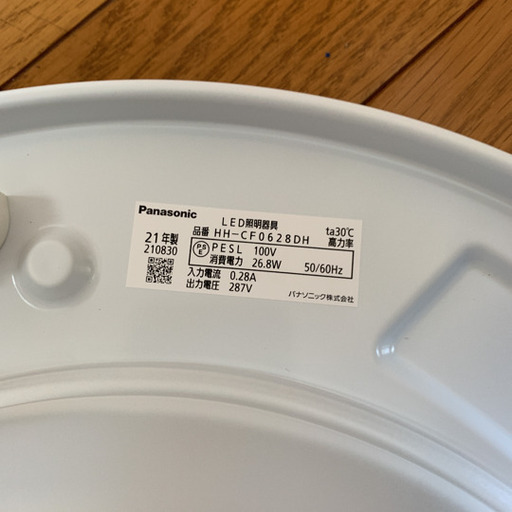 Panasonic
LED照明器具
ta30℃
21年製
品番 HH-CF0628DH
高力率
210830
PSE PESL 100V
消費電力 26.8W 50/60Hz
入力電流 0.28A
出力電圧 287V
パナソニック株式会社